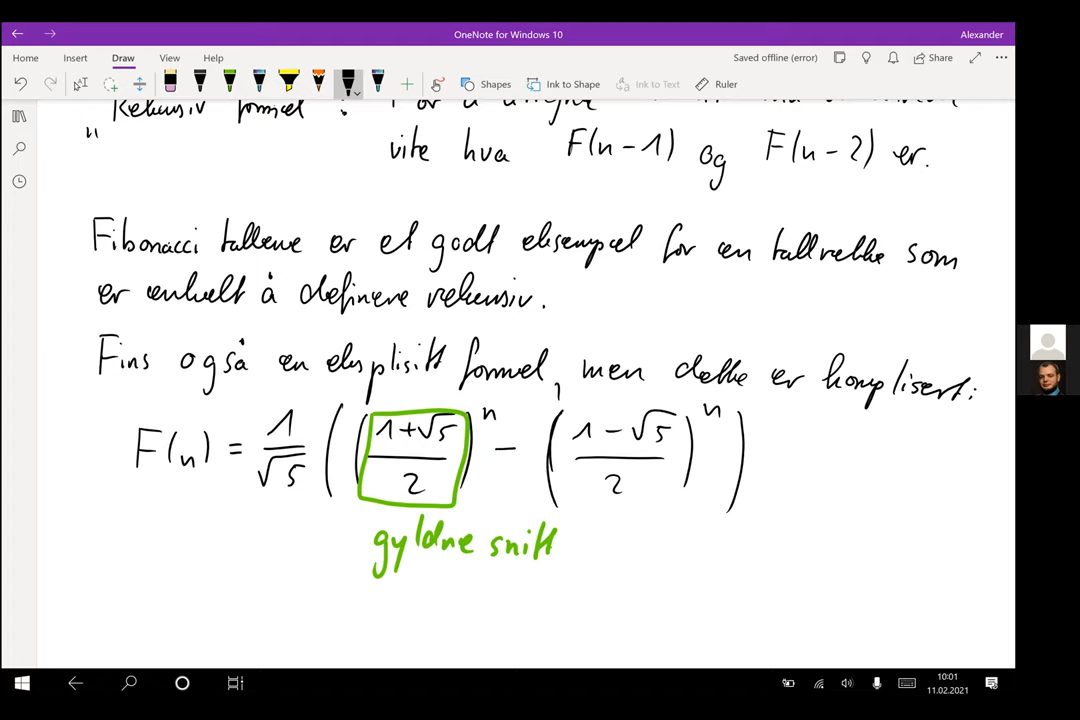 OneNote for Windows 10
Alexander
Home Insert Draw View Help
Saved offline (error) Share
Shapes Ink to Shape Ink to Text Ruler
"Rekursiv formel":
vite hva F(n-1) og F(n-2) er.
Fibonacci tallene er et godt eksempel for en tallrekke som
er enkelt å definere rekursiv.
Fins også en eksplisitt formel, men dette er komplisert:
F(n) = 1/√5 (((1+√5)/2)^n - ((1-√5)/2)^n)
gyldne snitt
10:01
11.02.2021